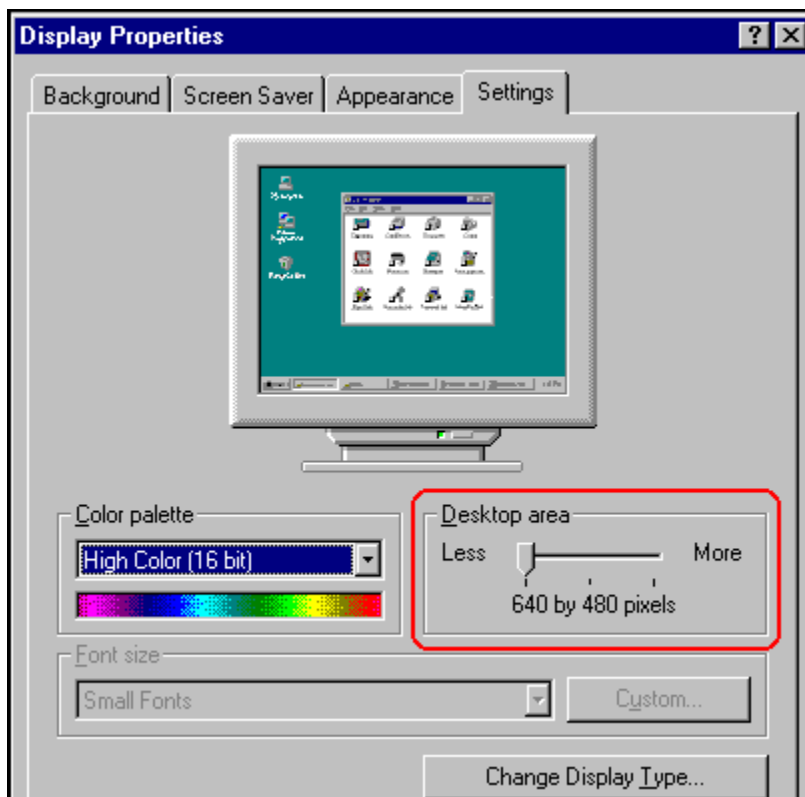 Display Properties
Background Screen Saver Appearance Settings
Color palette
High Color (16 bit)
Desktop area
Less More
640 by 480 pixels
Font size
Small Fonts Custom...
Change Display Type...